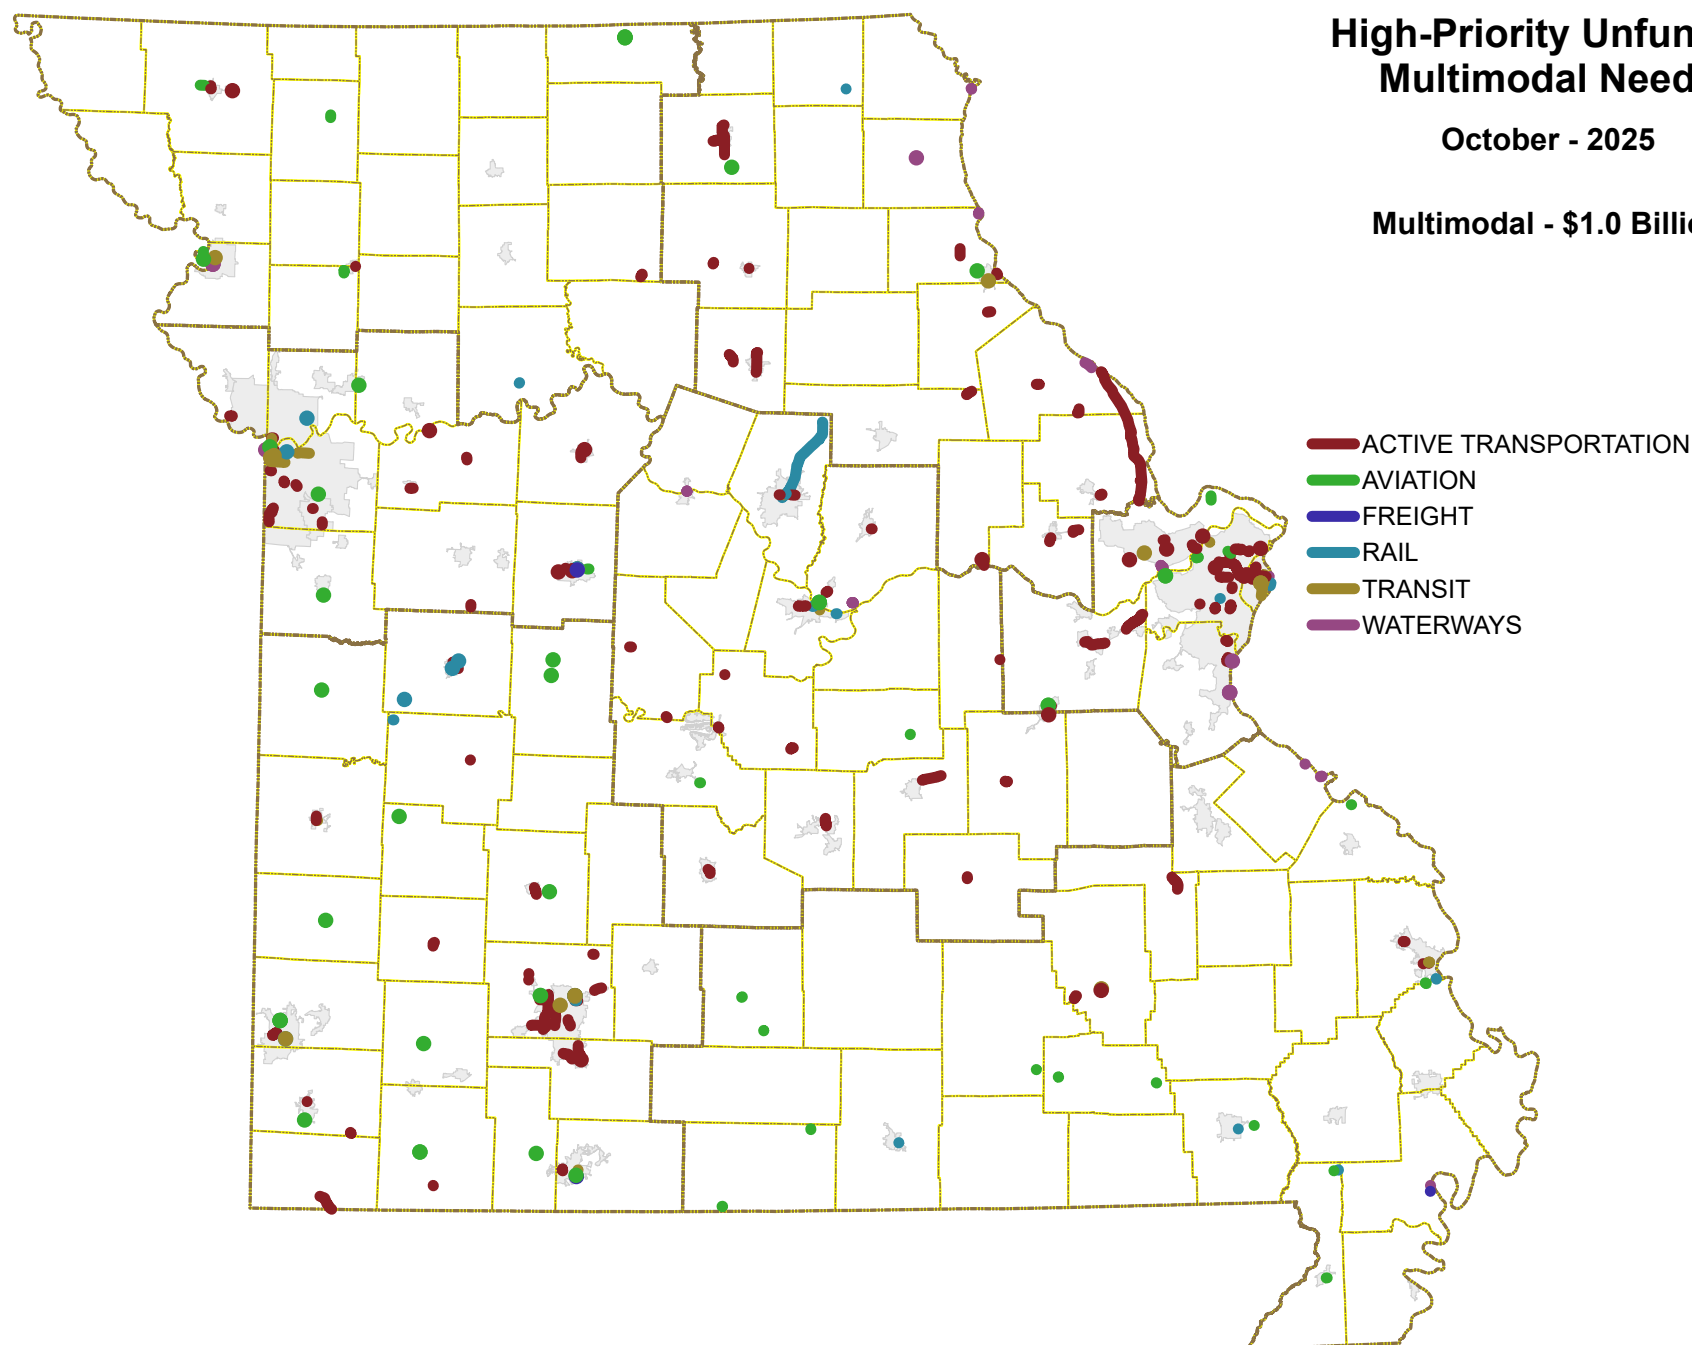 High-Priority Unfun
Multimodal Need
October - 2025
Multimodal - $1.0 Billi
ACTIVE TRANSPORTATION
AVIATION
FREIGHT
RAIL
TRANSIT
WATERWAYS